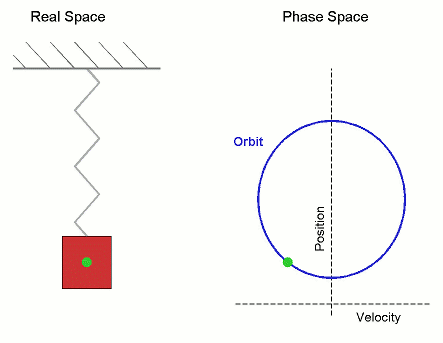 Real Space
Phase Space
Orbit
Position
Velocity